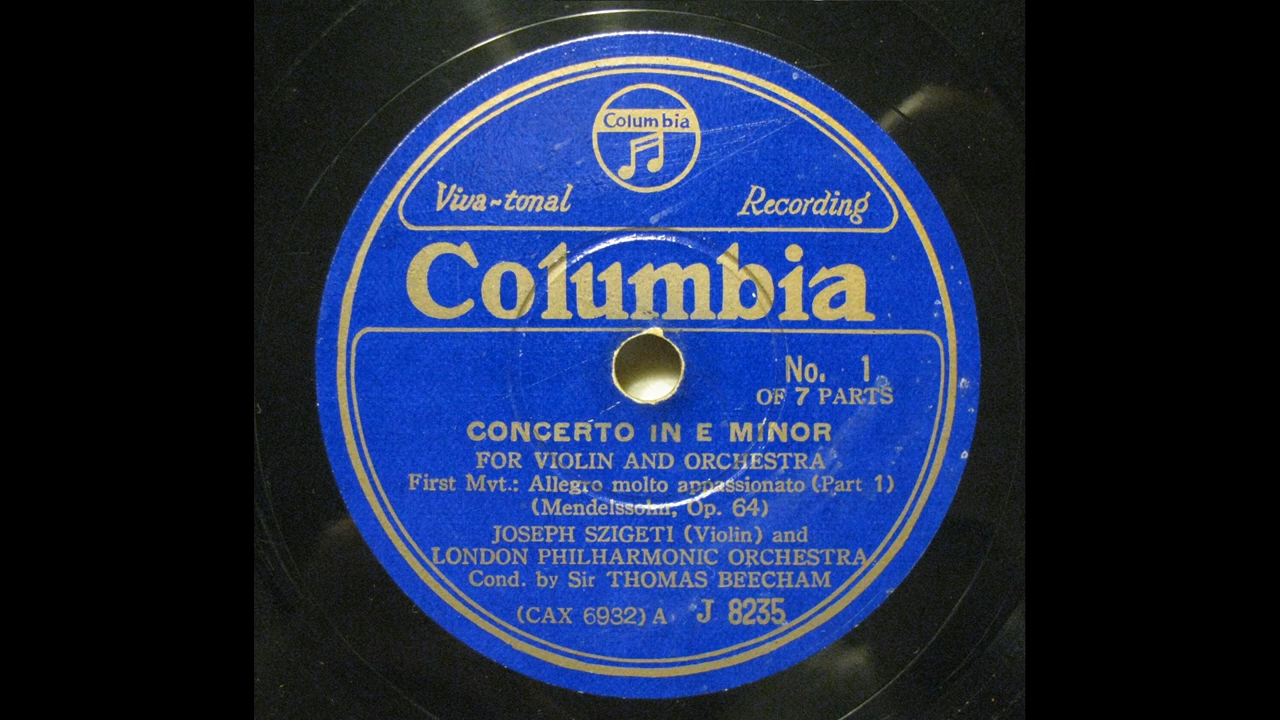 Columbia
Viva-tonal Recording
Columbia
No. 1
OF 7 PARTS
CONCERTO IN E MINOR
FOR VIOLIN AND ORCHESTRA
First Mvt.: Allegro molto appassionato (Part 1)
(Mendelssohn, Op. 64)
JOSEPH SZIGETI (Violin) and
LONDON PHILHARMONIC ORCHESTRA
Cond. by Sir THOMAS BEECHAM
(CAX 6932) A J 8235